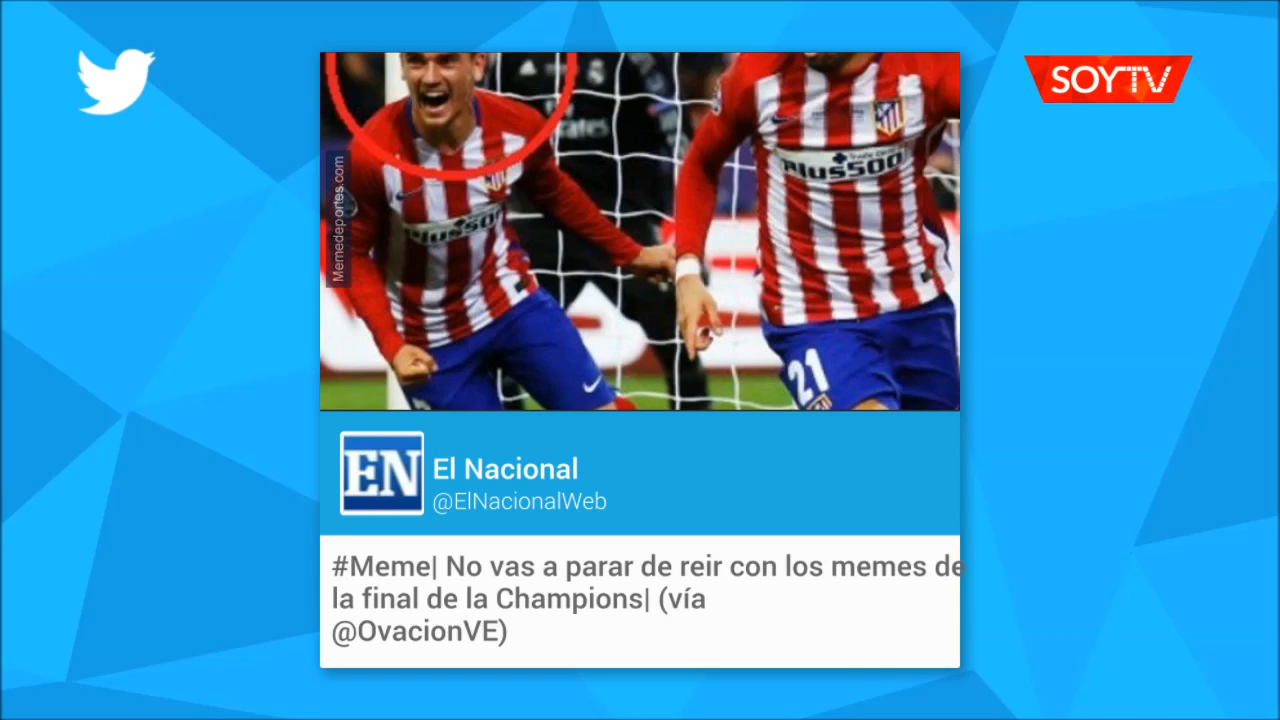 SOYTV
Memedeportes.com
Plus500
Plus500
21
EN
El Nacional
@ElNacionalWeb
#Meme| No vas a parar de reir con los memes de
la final de la Champions| (vía
@OvacionVE)